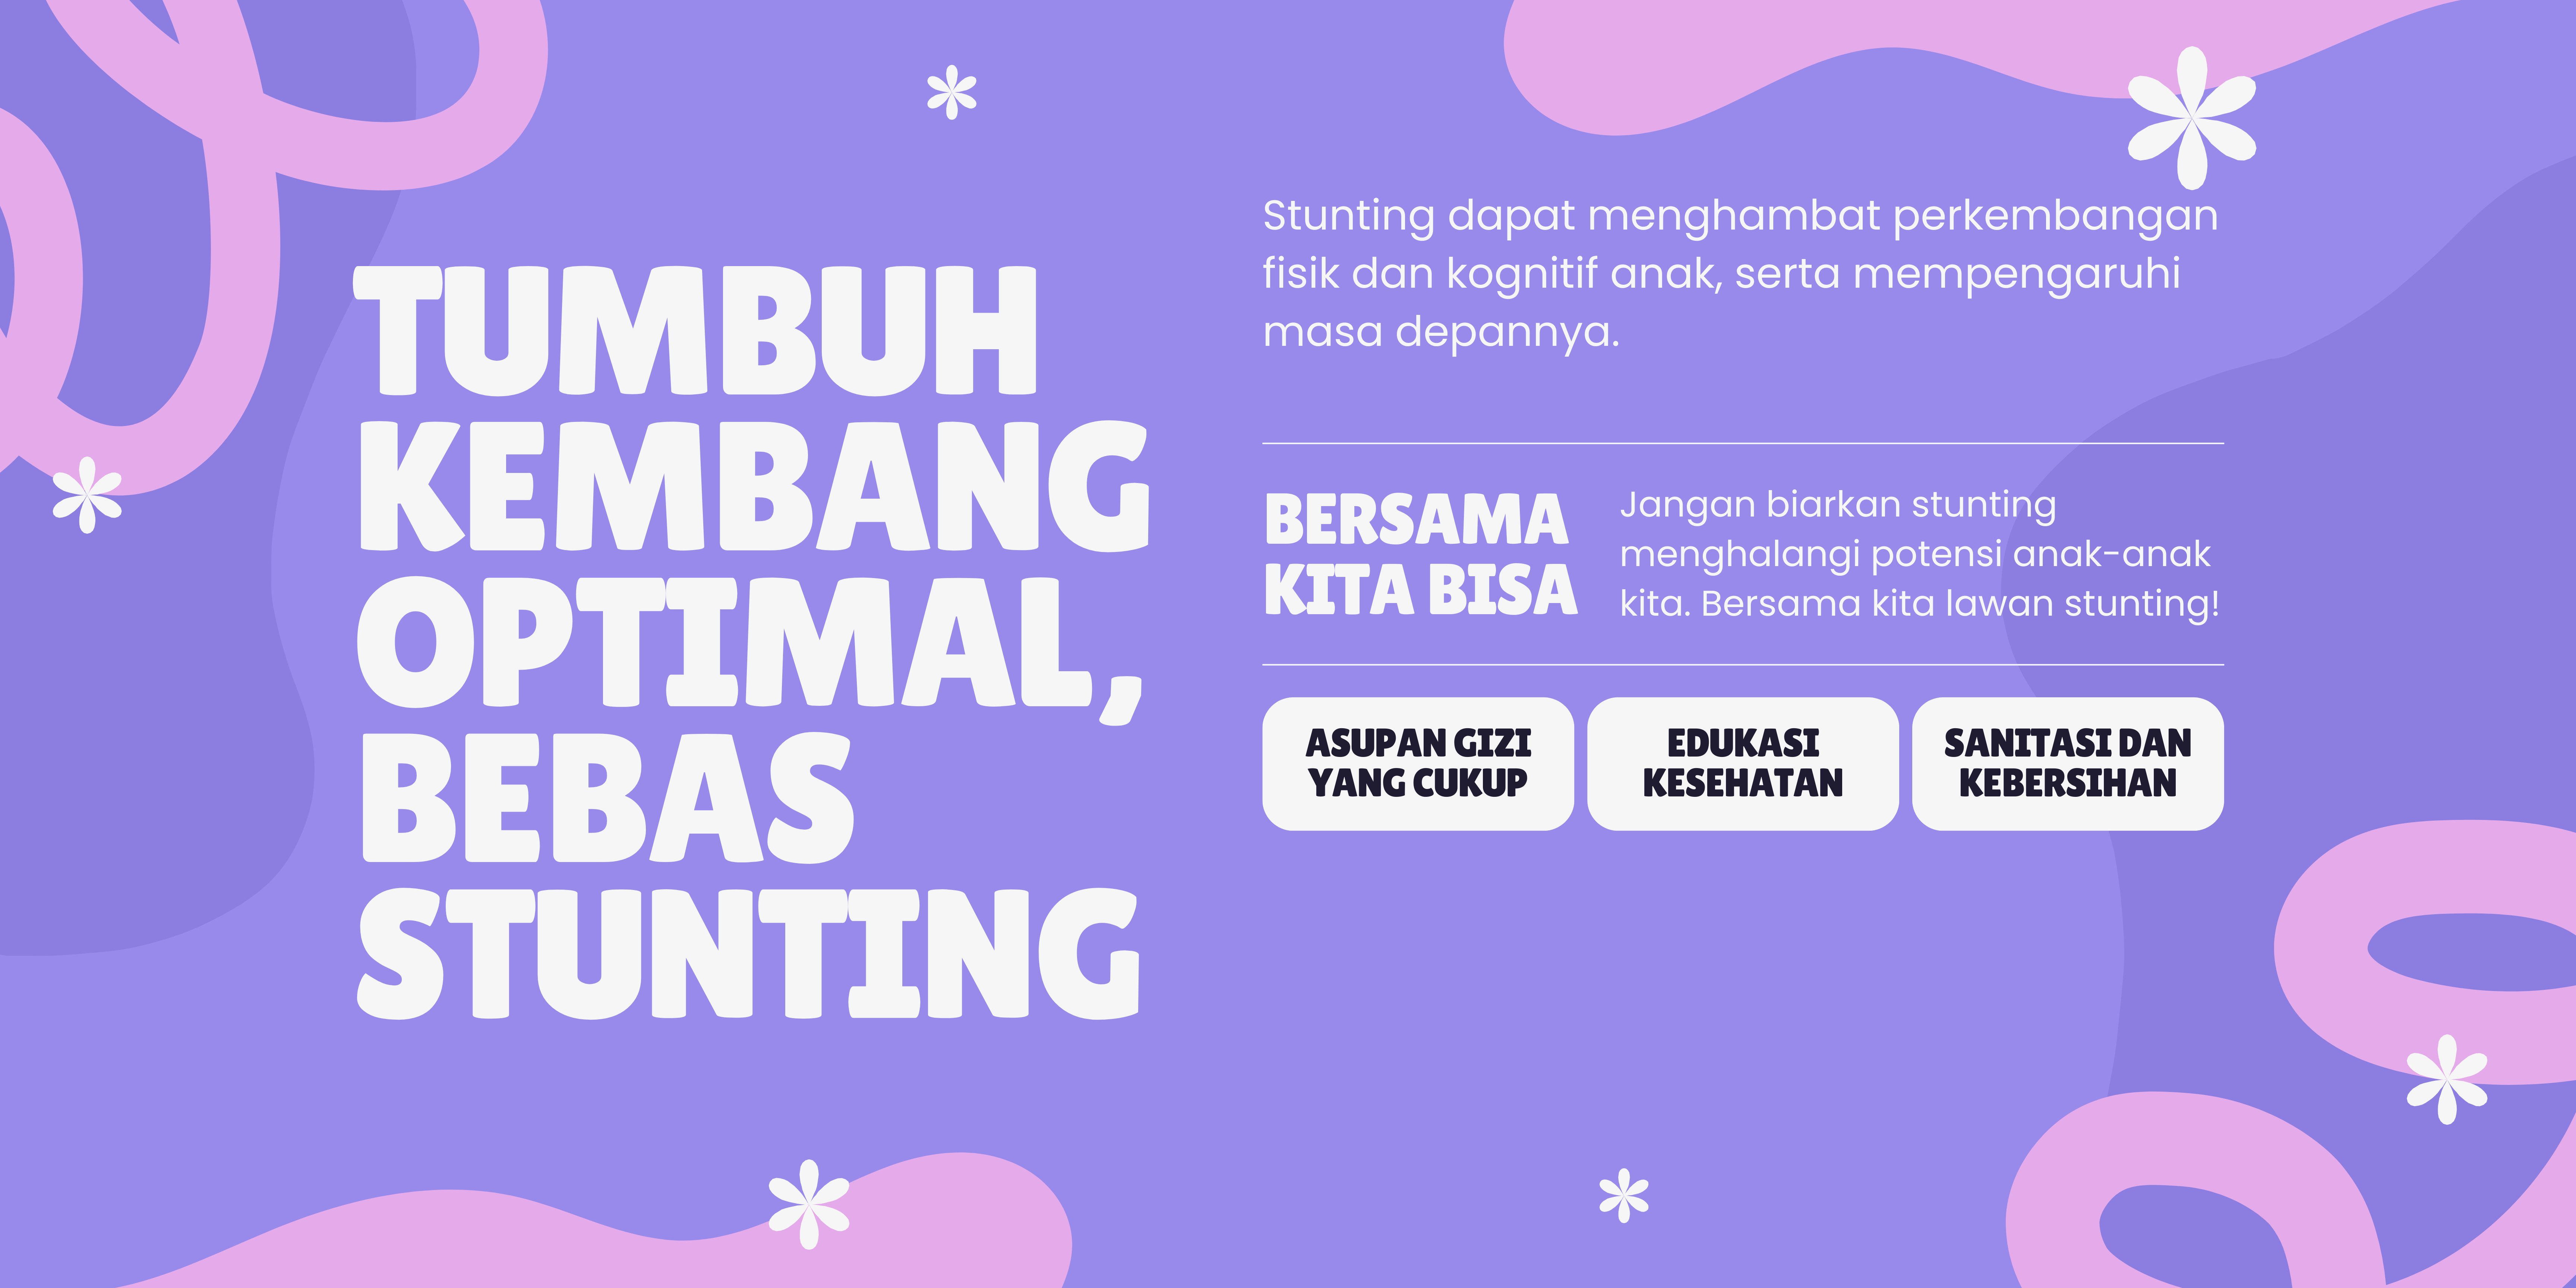 TUMBUH
KEMBANG
OPTIMAL,
BEBAS
STUNTING
Stunting dapat menghambat perkembangan
fisik dan kognitif anak, serta mempengaruhi
masa depannya.
BERSAMA
KITA BISA
Jangan biarkan stunting
menghalangi potensi anak-anak
kita. Bersama kita lawan stunting!
ASUPAN GIZI
YANG CUKUP
EDUKASI
KESEHATAN
SANITASI DAN
KEBERSIHAN